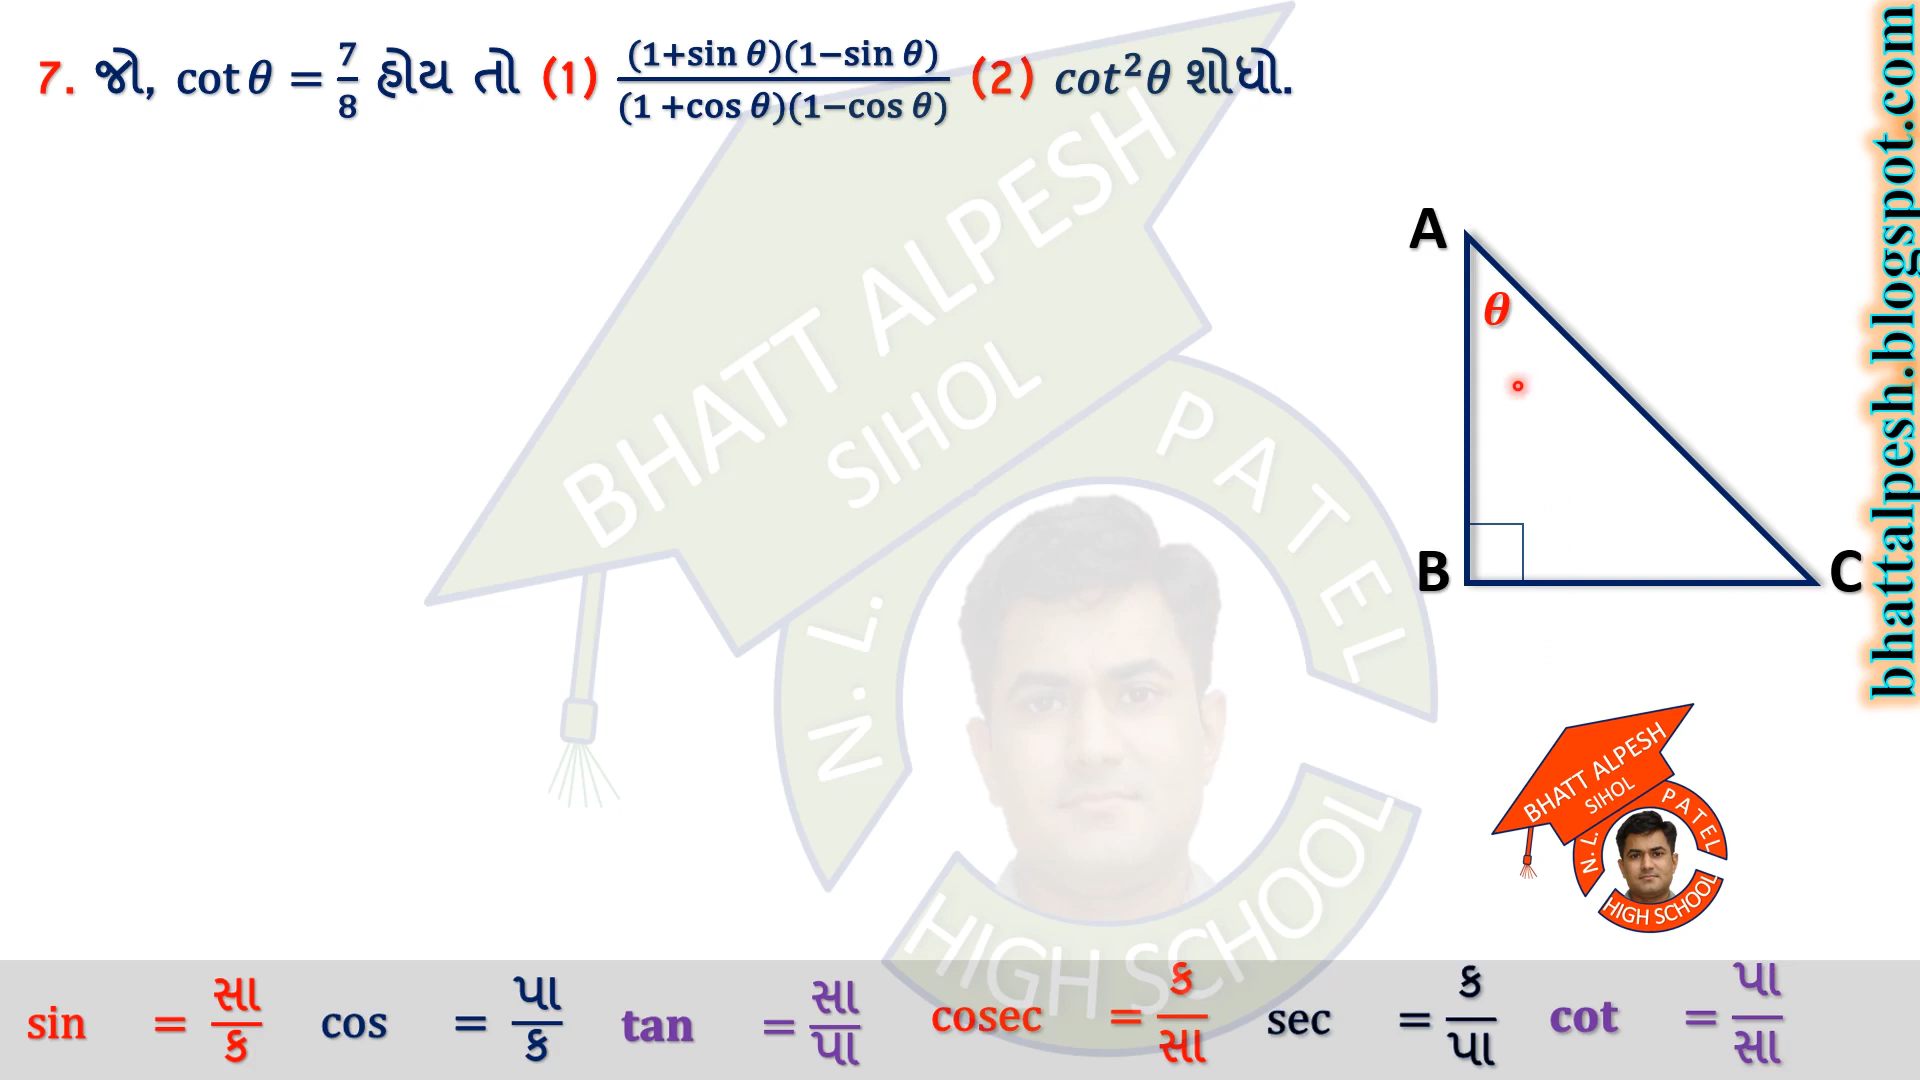 7. જો, cot θ = 7/8 હોય તો (1) (1+sin θ)(1−sin θ)/(1 +cos θ)(1−cos θ) (2) cot²θ શોધો.
bhattalpesh.blogspot.com
A
θ
B
C
BHATT ALPESH
SIHOL
N. L. PATEL
HIGH SCHOOL
BHATT ALPESH
SIHOL
N. L. PATEL
HIGH SCHOOL
sin = સા/ક cos = પા/ક tan = સા/પા cosec = ક/સા sec = ક/પા cot = પા/સા